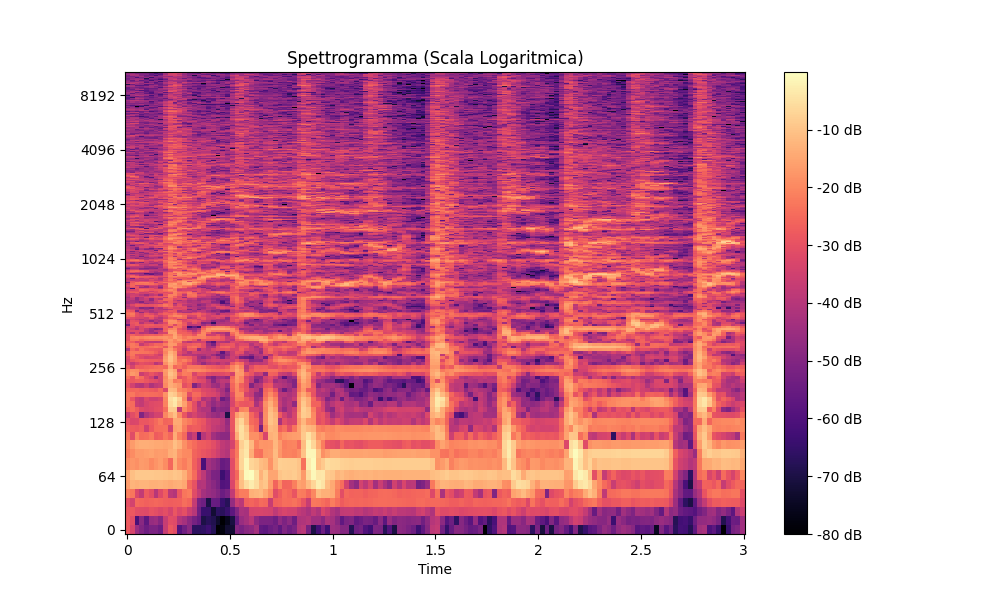 Spettrogramma (Scala Logaritmica)
Hz
8192
4096
2048
1024
512
256
128
64
0
0
0.5
1
1.5
2
2.5
3
Time
-10 dB
-20 dB
-30 dB
-40 dB
-50 dB
-60 dB
-70 dB
-80 dB